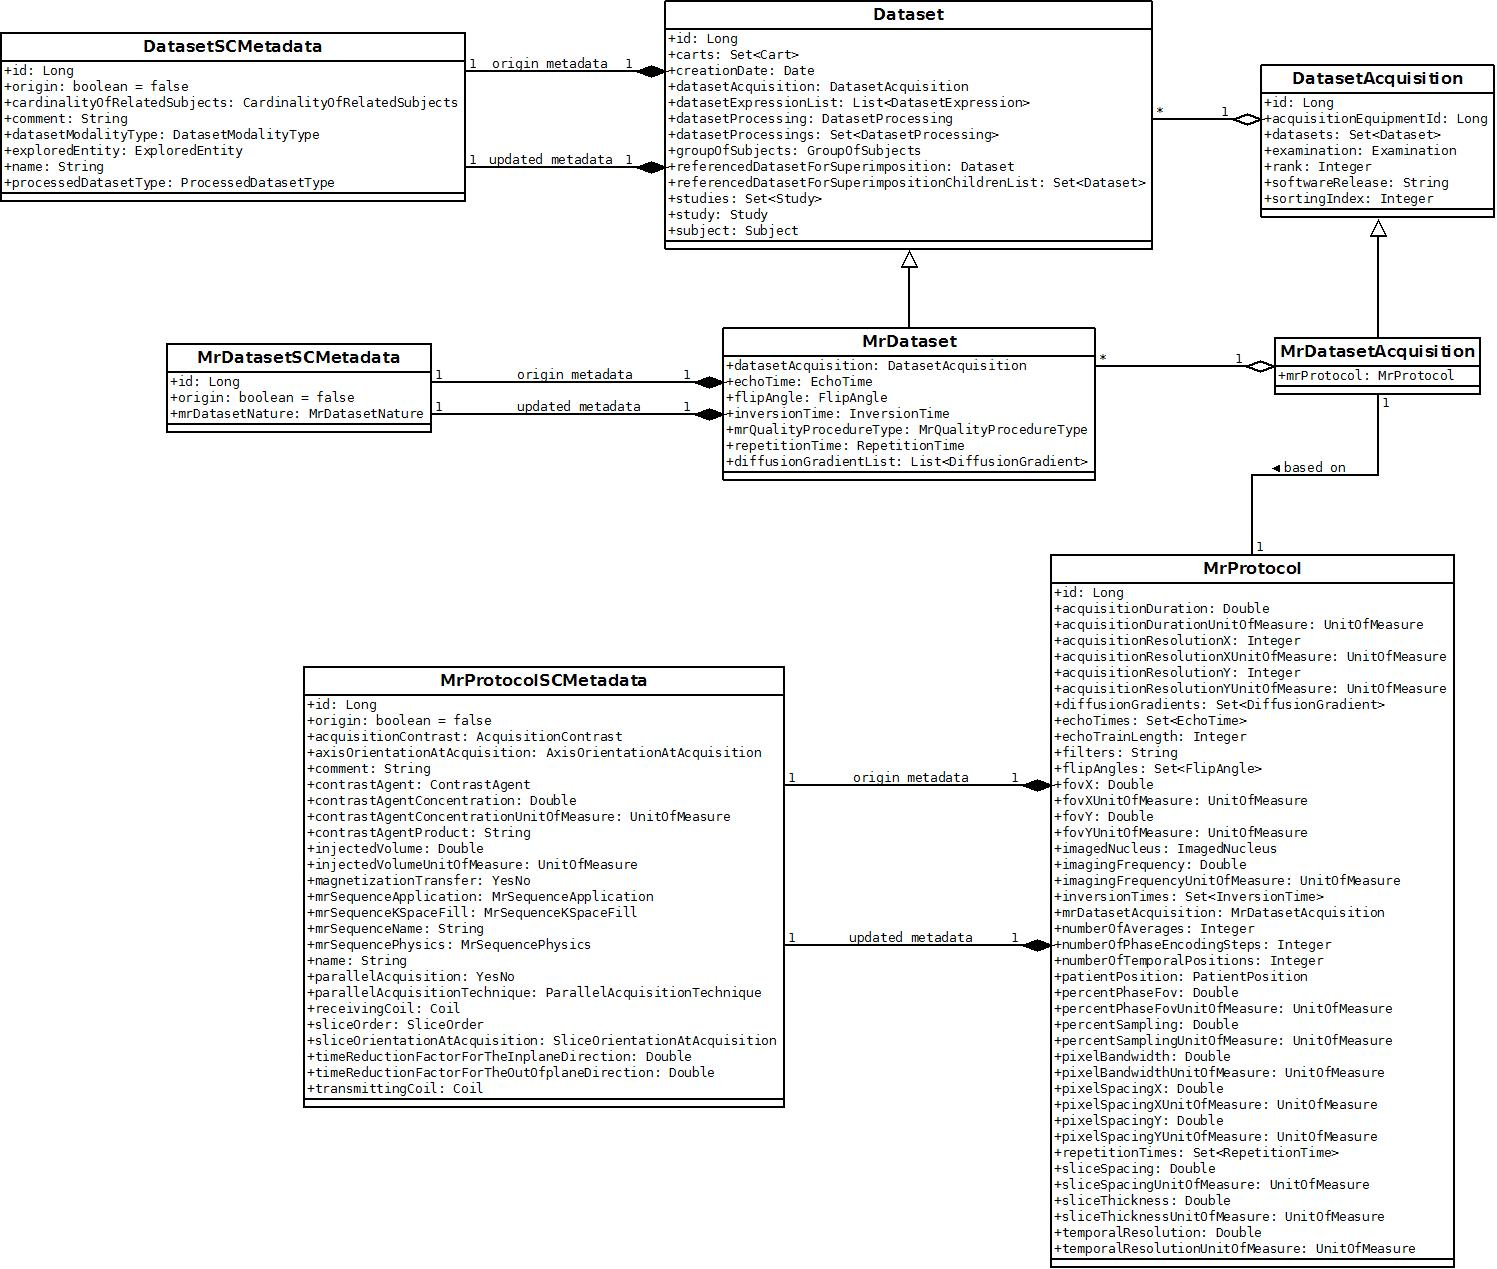 Dataset
+id: Long
+carts: Set<Cart>
+creationDate: Date
+datasetAcquisition: DatasetAcquisition
+datasetExpressionList: List<DatasetExpression>
+datasetProcessing: DatasetProcessing
+datasetProcessings: Set<DatasetProcessing>
+groupOfSubjects: GroupOfSubjects
+referencedDatasetForSuperimposition: Dataset
+referencedDatasetForSuperimpositionChildrenList: Set<Dataset>
+studies: Set<Study>
+study: Study
+subject: Subject
DatasetSCMetadata
+id: Long
+origin: boolean = false
+cardinalityOfRelatedSubjects: CardinalityOfRelatedSubjects
+comment: String
+datasetModalityType: DatasetModalityType
+exploredEntity: ExploredEntity
+name: String
+processedDatasetType: ProcessedDatasetType
1 origin metadata 1
1 updated metadata 1
DatasetAcquisition
+id: Long
+acquisitionEquipmentId: Long
+datasets: Set<Dataset>
+examination: Examination
+rank: Integer
+softwareRelease: String
+sortingIndex: Integer
* 1
MrDatasetSCMetadata
+id: Long
+origin: boolean = false
+mrDatasetNature: MrDatasetNature
1 origin metadata 1
1 updated metadata 1
MrDataset
+datasetAcquisition: DatasetAcquisition
+echoTime: EchoTime
+flipAngle: FlipAngle
+inversionTime: InversionTime
+mrQualityProcedureType: MrQualityProcedureType
+repetitionTime: RepetitionTime
+diffusionGradientList: List<DiffusionGradient>
* 1
MrDatasetAcquisition
+mrProtocol: MrProtocol
1
◄ based on
1
MrProtocol
+id: Long
+acquisitionDuration: Double
+acquisitionDurationUnitOfMeasure: UnitOfMeasure
+acquisitionResolutionX: Integer
+acquisitionResolutionXUnitOfMeasure: UnitOfMeasure
+acquisitionResolutionY: Integer
+acquisitionResolutionYUnitOfMeasure: UnitOfMeasure
+diffusionGradients: Set<DiffusionGradient>
+echoTimes: Set<EchoTime>
+echoTrainLength: Integer
+filters: String
+flipAngles: Set<FlipAngle>
+fovX: Double
+fovXUnitOfMeasure: UnitOfMeasure
+fovY: Double
+fovYUnitOfMeasure: UnitOfMeasure
+imagedNucleus: ImagedNucleus
+imagingFrequency: Double
+imagingFrequencyUnitOfMeasure: UnitOfMeasure
+inversionTimes: Set<InversionTime>
+mrDatasetAcquisition: MrDatasetAcquisition
+numberOfAverages: Integer
+numberOfPhaseEncodingSteps: Integer
+numberOfTemporalPositions: Integer
+patientPosition: PatientPosition
+percentPhaseFov: Double
+percentPhaseFovUnitOfMeasure: UnitOfMeasure
+percentSampling: Double
+percentSamplingUnitOfMeasure: UnitOfMeasure
+pixelBandwidth: Double
+pixelBandwidthUnitOfMeasure: UnitOfMeasure
+pixelSpacingX: Double
+pixelSpacingXUnitOfMeasure: UnitOfMeasure
+pixelSpacingY: Double
+pixelSpacingYUnitOfMeasure: UnitOfMeasure
+repetitionTimes: Set<RepetitionTime>
+sliceSpacing: Double
+sliceSpacingUnitOfMeasure: UnitOfMeasure
+sliceThickness: Double
+sliceThicknessUnitOfMeasure: UnitOfMeasure
+temporalResolution: Double
+temporalResolutionUnitOfMeasure: UnitOfMeasure
MrProtocolSCMetadata
+id: Long
+origin: boolean = false
+acquisitionContrast: AcquisitionContrast
+axisOrientationAtAcquisition: AxisOrientationAtAcquisition
+comment: String
+contrastAgent: ContrastAgent
+contrastAgentConcentration: Double
+contrastAgentConcentrationUnitOfMeasure: UnitOfMeasure
+contrastAgentProduct: String
+injectedVolume: Double
+injectedVolumeUnitOfMeasure: UnitOfMeasure
+magnetizationTransfer: YesNo
+mrSequenceApplication: MrSequenceApplication
+mrSequenceKSpaceFill: MrSequenceKSpaceFill
+mrSequenceName: String
+mrSequencePhysics: MrSequencePhysics
+name: String
+parallelAcquisition: YesNo
+parallelAcquisitionTechnique: ParallelAcquisitionTechnique
+receivingCoil: Coil
+sliceOrder: SliceOrder
+sliceOrientationAtAcquisition: SliceOrientationAtAcquisition
+timeReductionFactorForTheInplaneDirection: Double
+timeReductionFactorForTheOutOfplaneDirection: Double
+transmittingCoil: Coil
1 origin metadata 1
1 updated metadata 1